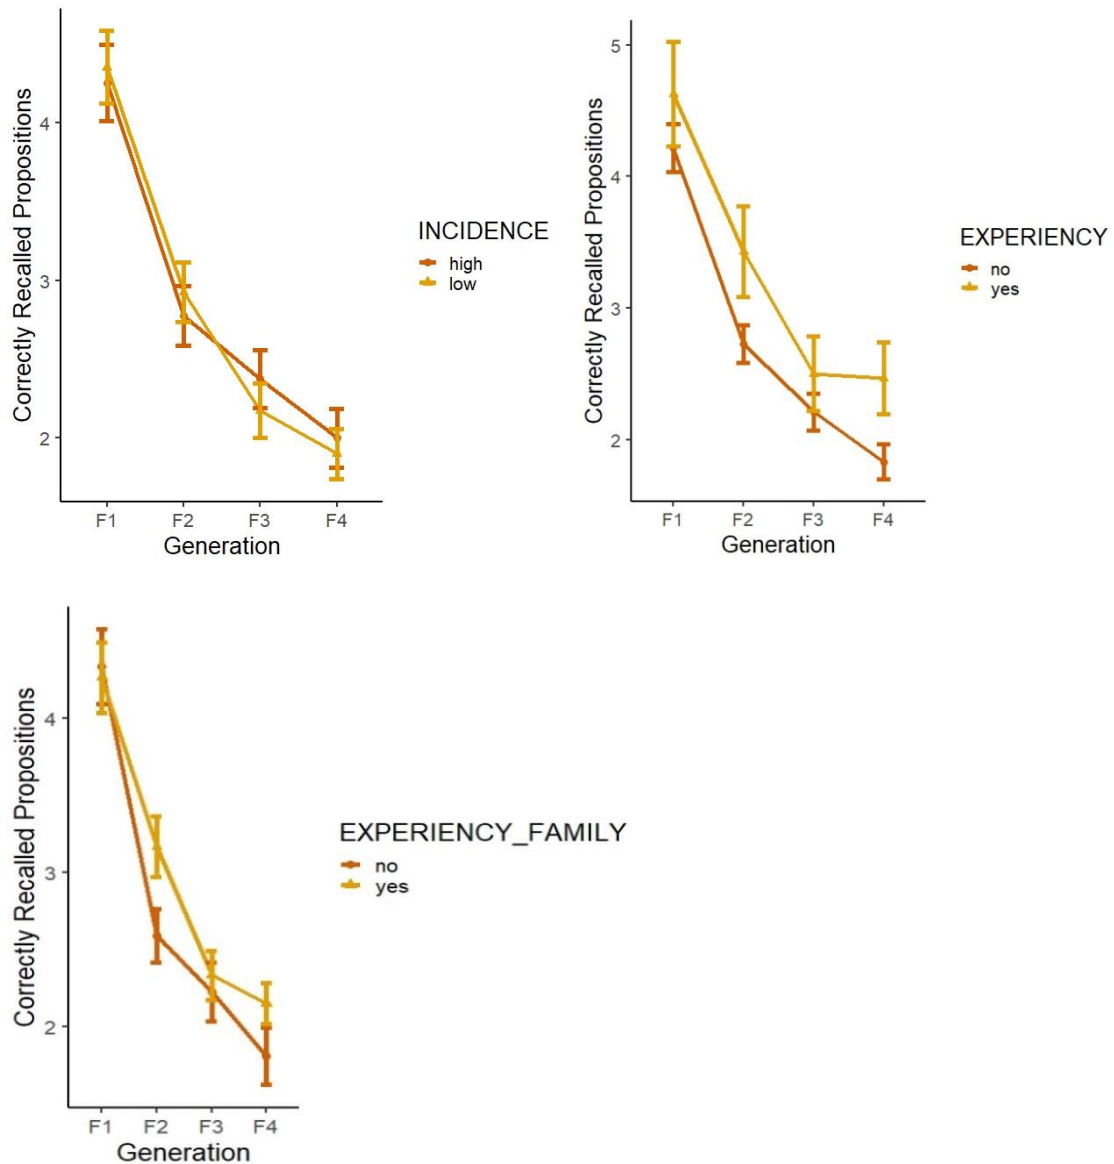 Correctly Recalled Propositions
4
3
2
F1 F2 F3 F4
Generation
INCIDENCE
high
low
Correctly Recalled Propositions
5
4
3
2
F1 F2 F3 F4
Generation
EXPERIENCY
no
yes
Correctly Recalled Propositions
4
3
2
F1 F2 F3 F4
Generation
EXPERIENCY_FAMILY
no
yes